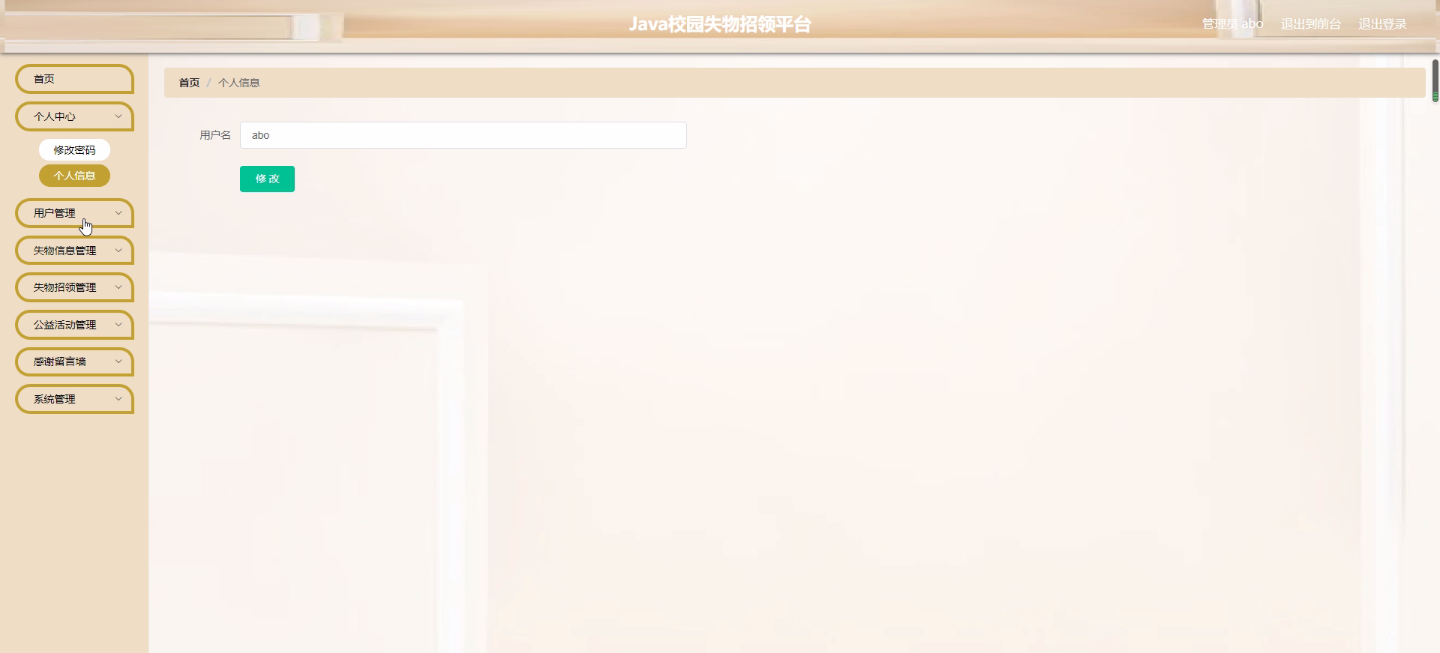 Java校园失物招领平台
管理员 abo
退出到前台
退出登录
首页
个人中心
修改密码
个人信息
用户管理
失物信息管理
失物招领管理
公益活动管理
感谢留言墙
系统管理
首页 / 个人信息
用户名 abo
修 改